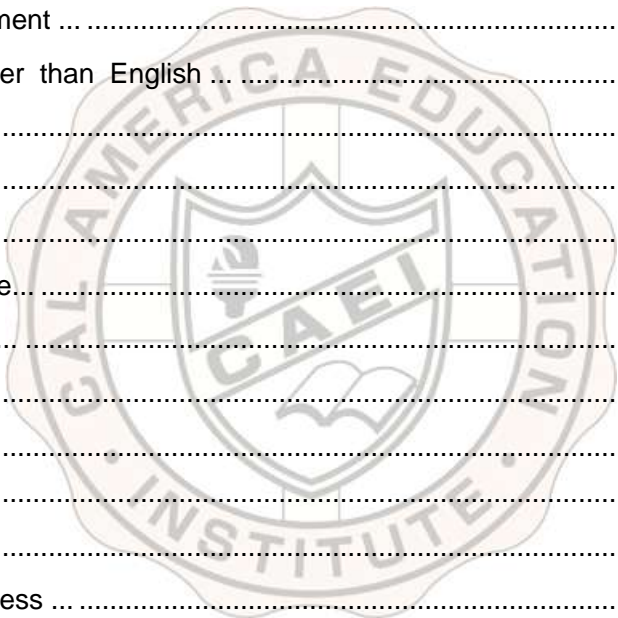 ment ... ....................................................................................
er than English ... ............................................................
....................................................................................................
....................................................................................................
....................................................................................................
e... ..............................................................................................
.. ................................................................................................
....................................................................................................
....................................................................................................
....................................................................................................
....................................................................................................
ess ... ........................................................................................
CAL AMERICA EDUCATION
INSTITUTE
CAEI